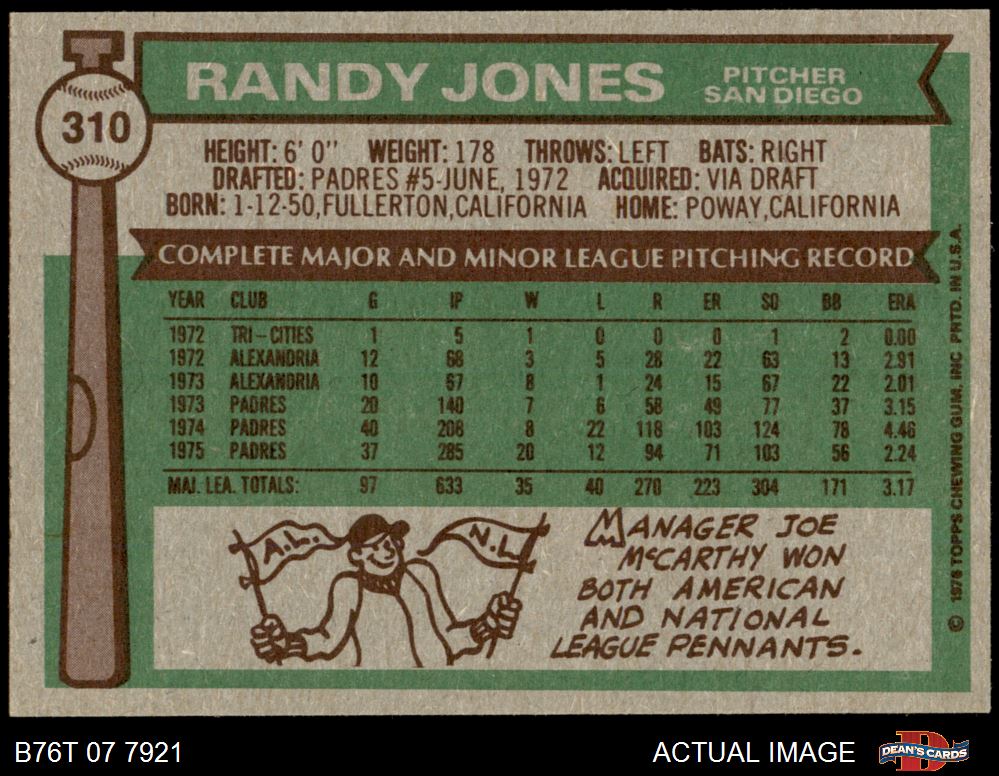 310
RANDY JONES
PITCHER
SAN DIEGO
HEIGHT: 6' 0" WEIGHT: 178 THROWS: LEFT BATS: RIGHT
DRAFTED: PADRES #5-JUNE, 1972 ACQUIRED: VIA DRAFT
BORN: 1-12-50, FULLERTON, CALIFORNIA HOME: POWAY, CALIFORNIA
COMPLETE MAJOR AND MINOR LEAGUE PITCHING RECORD
YEAR CLUB G IP W L R ER SO BB ERA
1972 TRI-CITIES 1 5 1 0 0 0 1 2 0.00
1972 ALEXANDRIA 12 68 3 5 28 22 63 13 2.91
1973 ALEXANDRIA 10 67 8 1 24 15 67 22 2.01
1973 PADRES 20 140 7 6 58 49 77 37 3.15
1974 PADRES 40 208 8 22 118 103 124 78 4.46
1975 PADRES 37 285 20 12 94 71 103 56 2.24
MAJ. LEA. TOTALS: 97 633 35 40 270 223 304 171 3.17
A.L.
N.L.
MANAGER JOE
McCARTHY WON
BOTH AMERICAN
AND NATIONAL
LEAGUE PENNANTS.
© 1976 TOPPS CHEWING GUM, INC. PRTD. IN U.S.A.
B76T 07 7921
ACTUAL IMAGE
DEAN'S CARDS